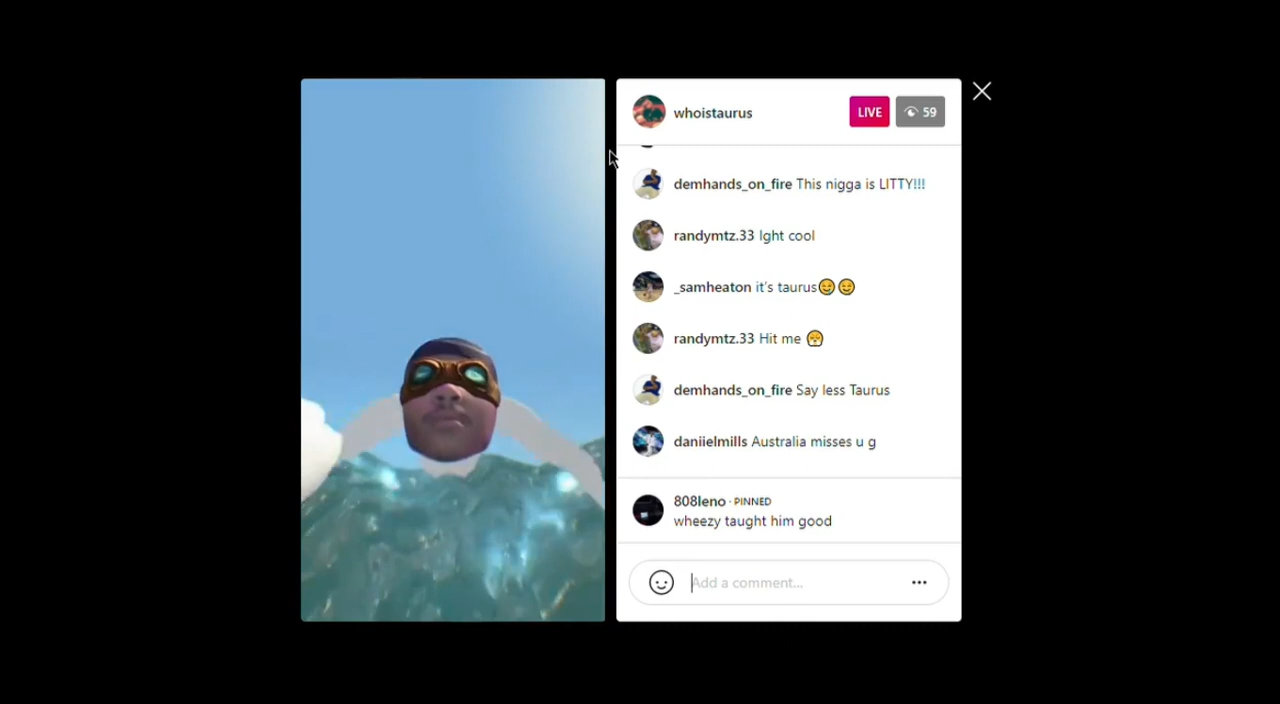 whoistaurus
LIVE
59
demhands_on_fire This nigga is LITTY!!!
randymtz.33 Ight cool
_samheaton it's taurus😌😌
randymtz.33 Hit me 😤
demhands_on_fire Say less Taurus
daniielmills Australia misses u g
808leno · PINNED
wheezy taught him good
Add a comment...